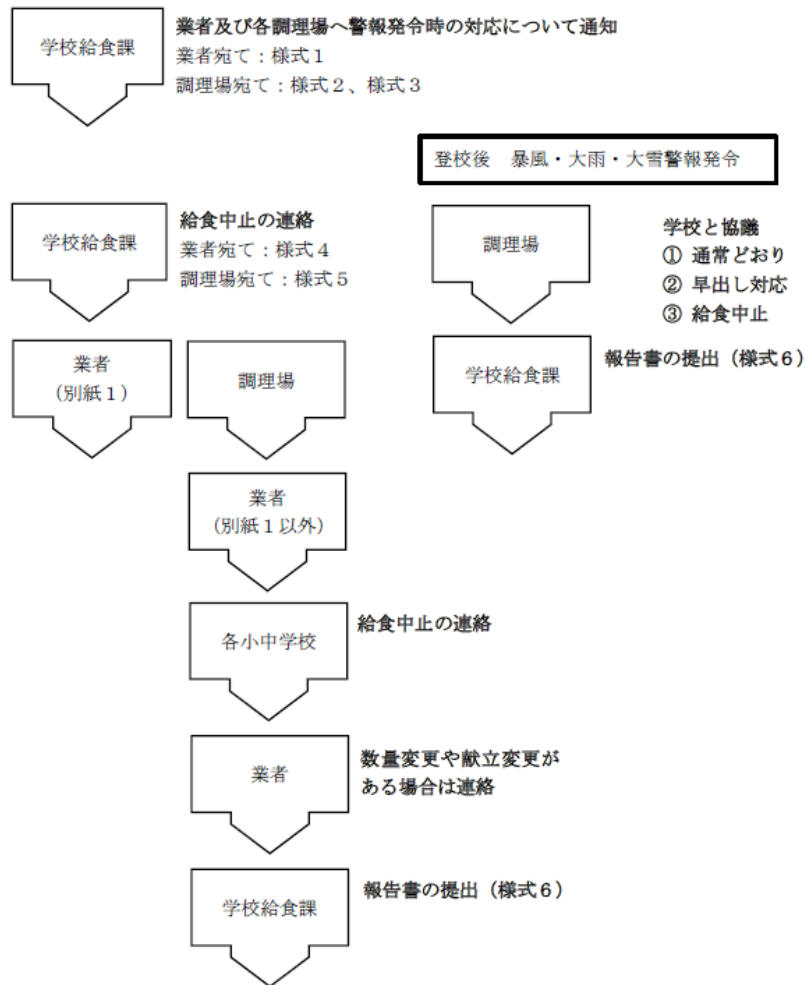 学校給食課
業者及び各調理場へ警報発令時の対応について通知
業者宛て：様式１
調理場宛て：様式２、様式３
登校後　暴風・大雨・大雪警報発令
学校給食課
給食中止の連絡
業者宛て：様式４
調理場宛て：様式５
調理場
学校と協議
① 通常どおり
② 早出し対応
③ 給食中止
業者
（別紙１）
調理場
学校給食課
報告書の提出（様式６）
業者
（別紙１以外）
各小中学校
給食中止の連絡
業者
数量変更や献立変更が
ある場合は連絡
学校給食課
報告書の提出（様式６）